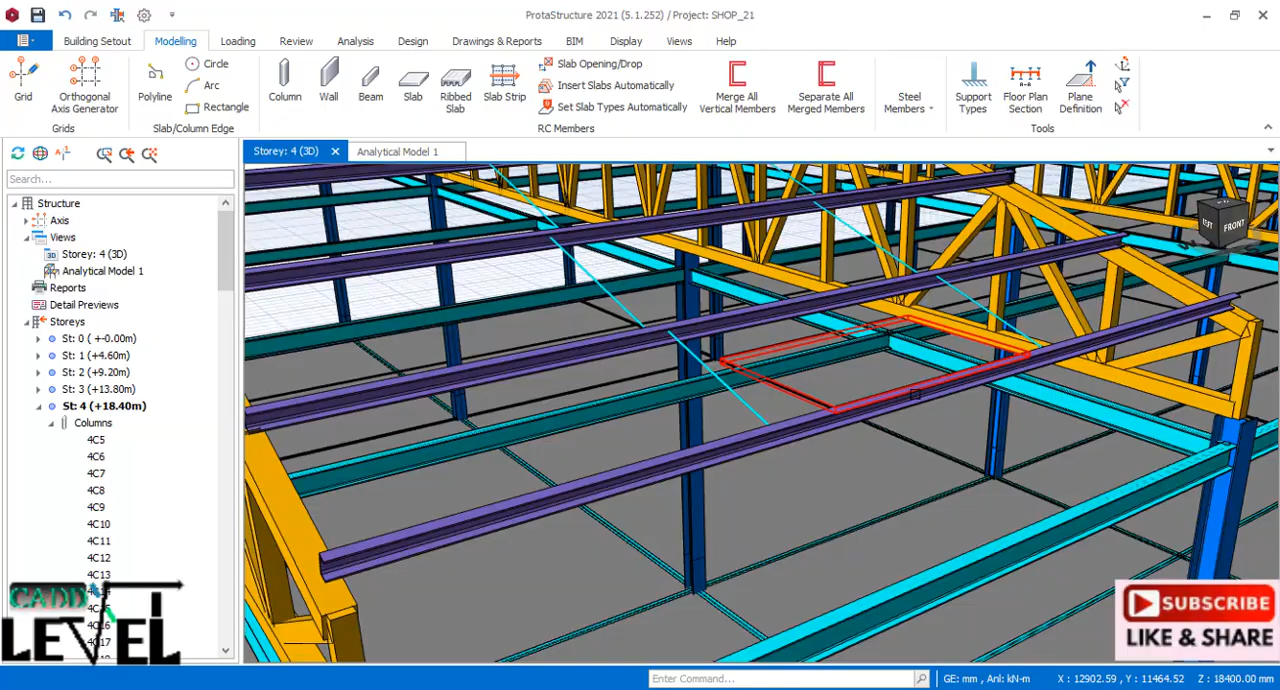 ProtaStructure 2021 (5.1.252) / Project: SHOP_21
Building Setout Modelling Loading Review Analysis Design Drawings & Reports BIM Display Views Help
Grid
Orthogonal Axis Generator
Grids
Polyline
Circle
Arc
Rectangle
Slab/Column Edge
Column
Wall
Beam
Slab
Ribbed Slab
Slab Strip
Slab Opening/Drop
Insert Slabs Automatically
Set Slab Types Automatically
Merge All Vertical Members
Separate All Merged Members
RC Members
Steel Members
Support Types
Floor Plan Section
Plane Definition
Tools
Search...
Storey: 4 (3D)
Analytical Model 1
Structure
Axis
Views
Storey: 4 (3D)
Analytical Model 1
Reports
Detail Previews
Storeys
St: 0 ( +-0.00m)
St: 1 (+4.60m)
St: 2 (+9.20m)
St: 3 (+13.80m)
St: 4 (+18.40m)
Columns
4C5
4C6
4C7
4C8
4C9
4C10
4C11
4C12
4C13
4C16
4C17
LEFT
FRONT
CADD
LEVEL
SUBSCRIBE
LIKE & SHARE
Enter Command...
GE: mm, Anl: kN-m
X : 12902.59 , Y : 11464.52
Z : 18400.00 mm